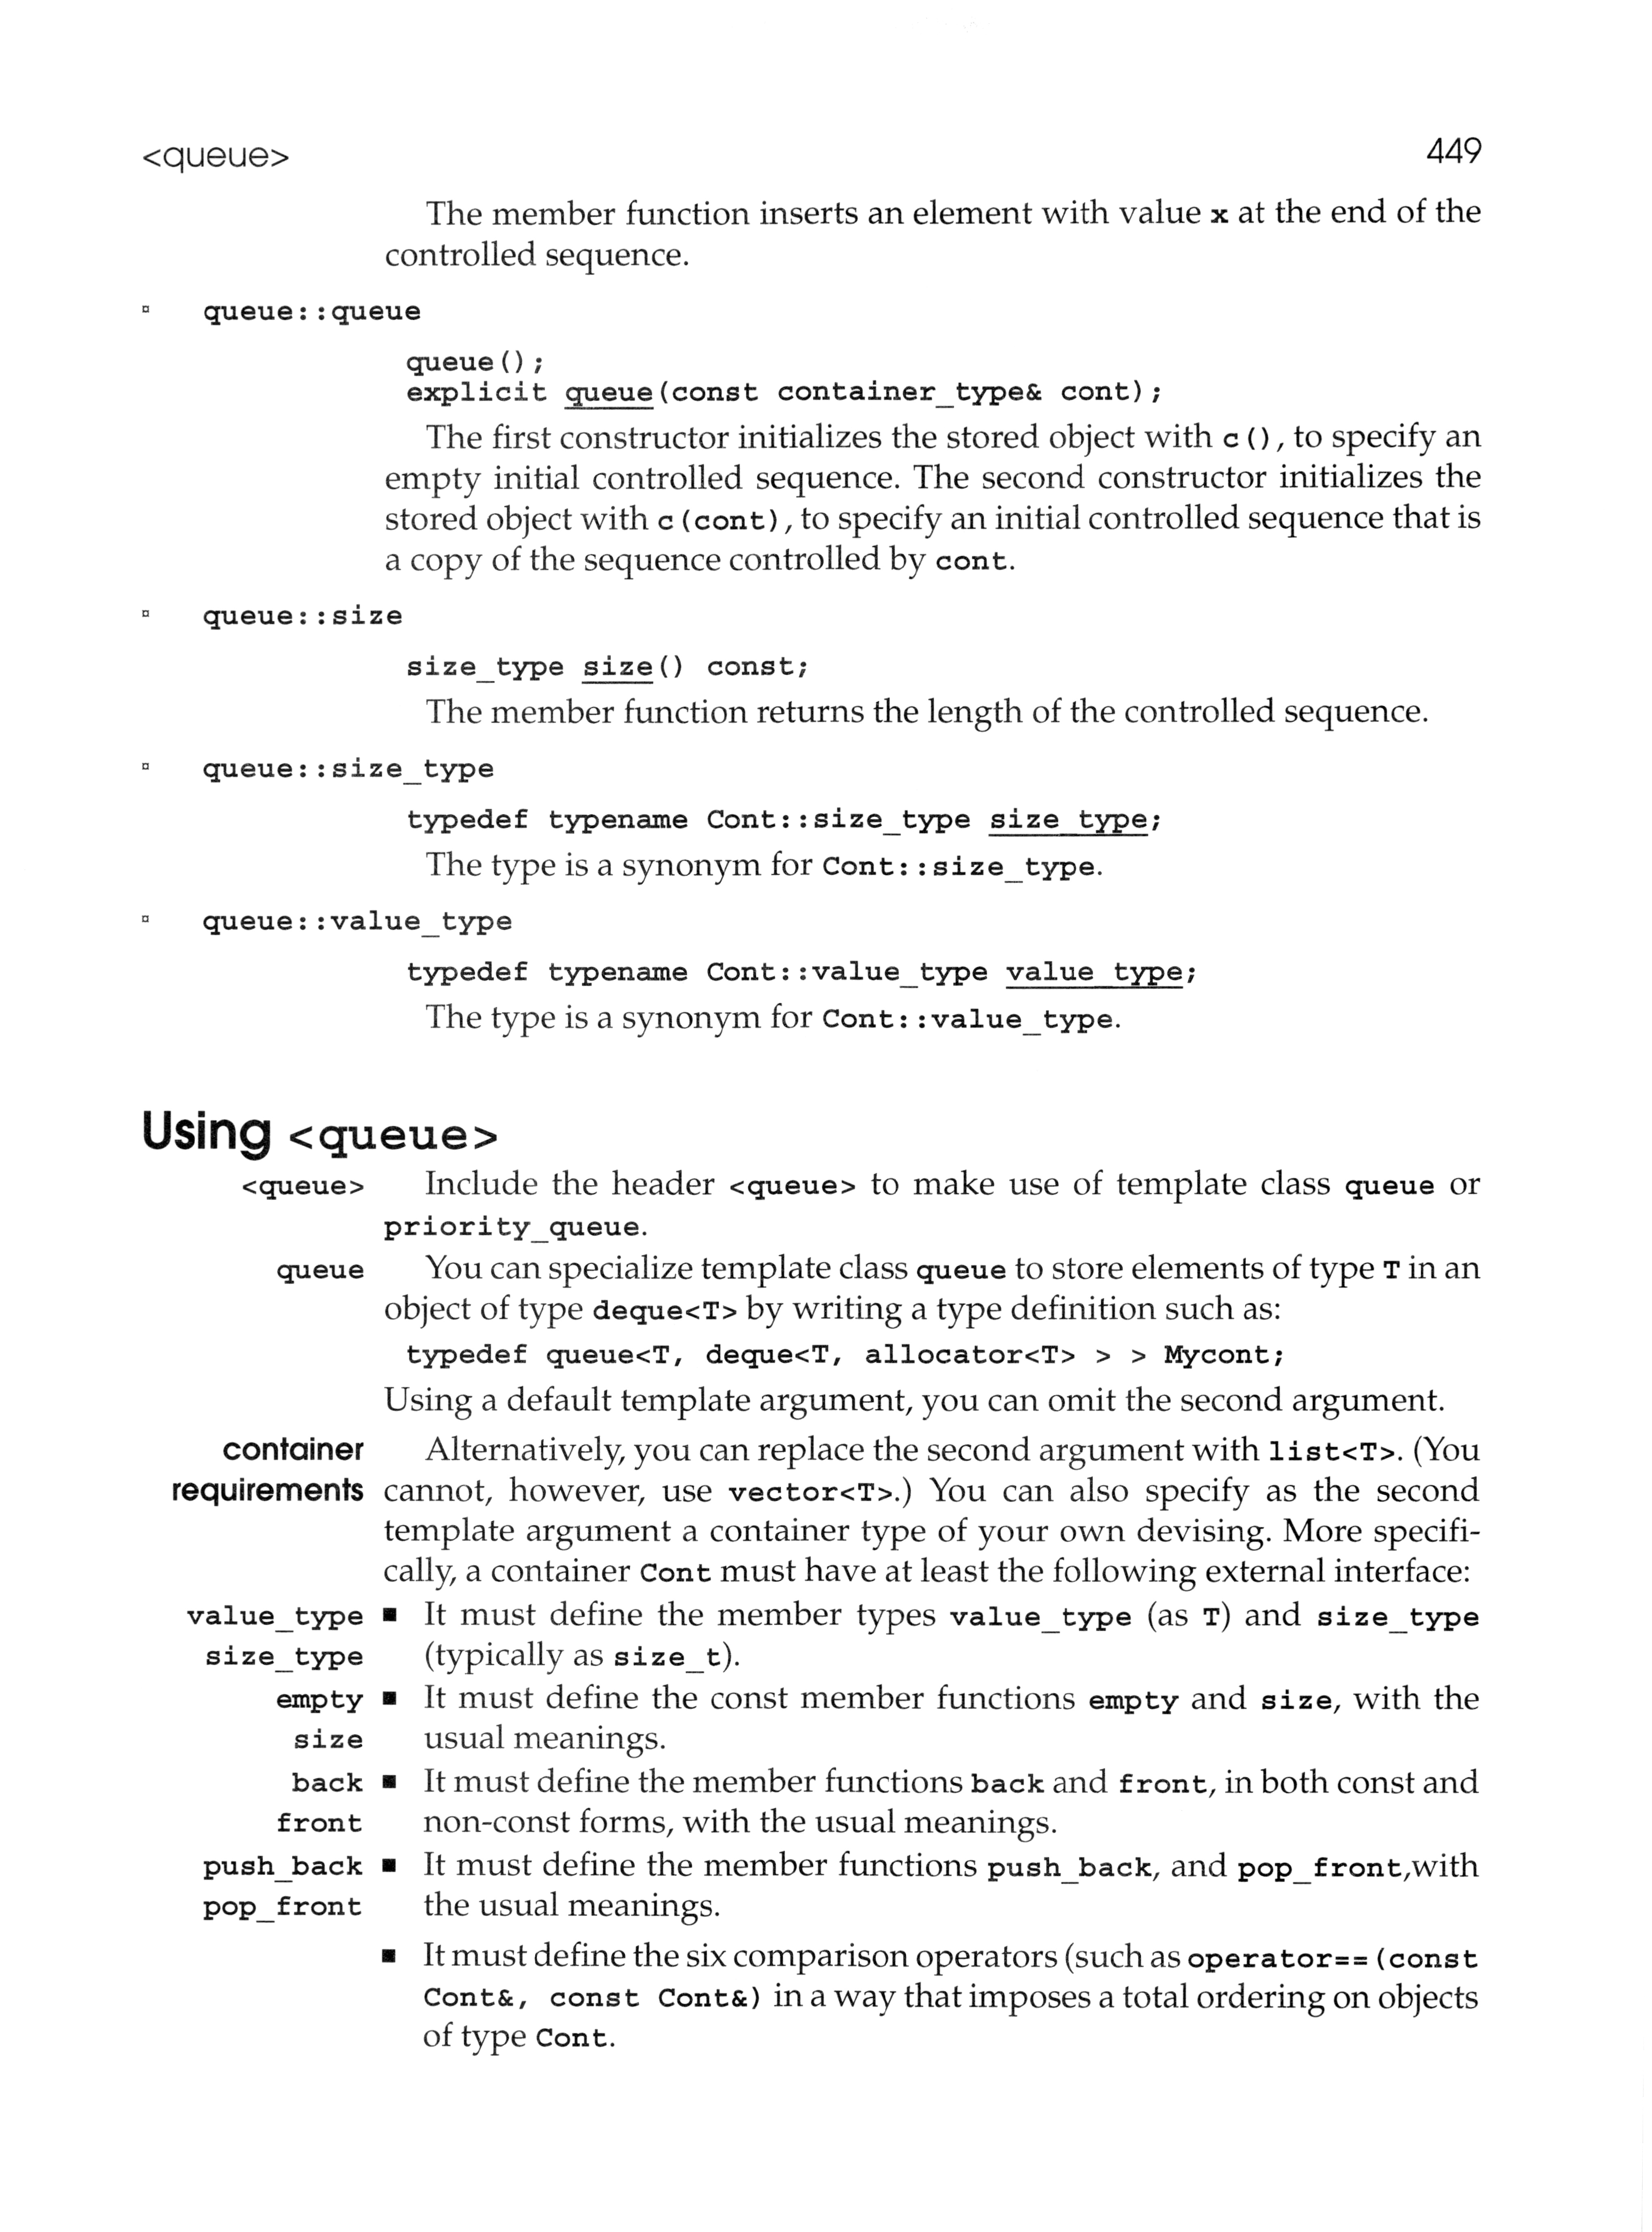 <queue> 449
The member function inserts an element with value x at the end of the
controlled sequence.
queue::queue
queue();
explicit queue(const container_type& cont);
The first constructor initializes the stored object with c(), to specify an
empty initial controlled sequence. The second constructor initializes the
stored object with c(cont), to specify an initial controlled sequence that is
a copy of the sequence controlled by cont.
queue::size
size_type size() const;
The member function returns the length of the controlled sequence.
queue::size_type
typedef typename Cont::size_type size_type;
The type is a synonym for Cont::size_type.
queue::value_type
typedef typename Cont::value_type value_type;
The type is a synonym for Cont::value_type.
Using <queue>
<queue> Include the header <queue> to make use of template class queue or
priority_queue.
queue You can specialize template class queue to store elements of type T in an
object of type deque<T> by writing a type definition such as:
typedef queue<T, deque<T, allocator<T> > > Mycont;
Using a default template argument, you can omit the second argument.
container Alternatively, you can replace the second argument with list<T>. (You
requirements cannot, however, use vector<T>.) You can also specify as the second
template argument a container type of your own devising. More specifi-
cally, a container Cont must have at least the following external interface:
value_type ■ It must define the member types value_type (as T) and size_type
size_type (typically as size_t).
empty ■ It must define the const member functions empty and size, with the
size usual meanings.
back ■ It must define the member functions back and front, in both const and
front non-const forms, with the usual meanings.
push_back ■ It must define the member functions push_back, and pop_front,with
pop_front the usual meanings.
■ It must define the six comparison operators (such as operator==(const
Cont&, const Cont&) in a way that imposes a total ordering on objects
of type Cont.